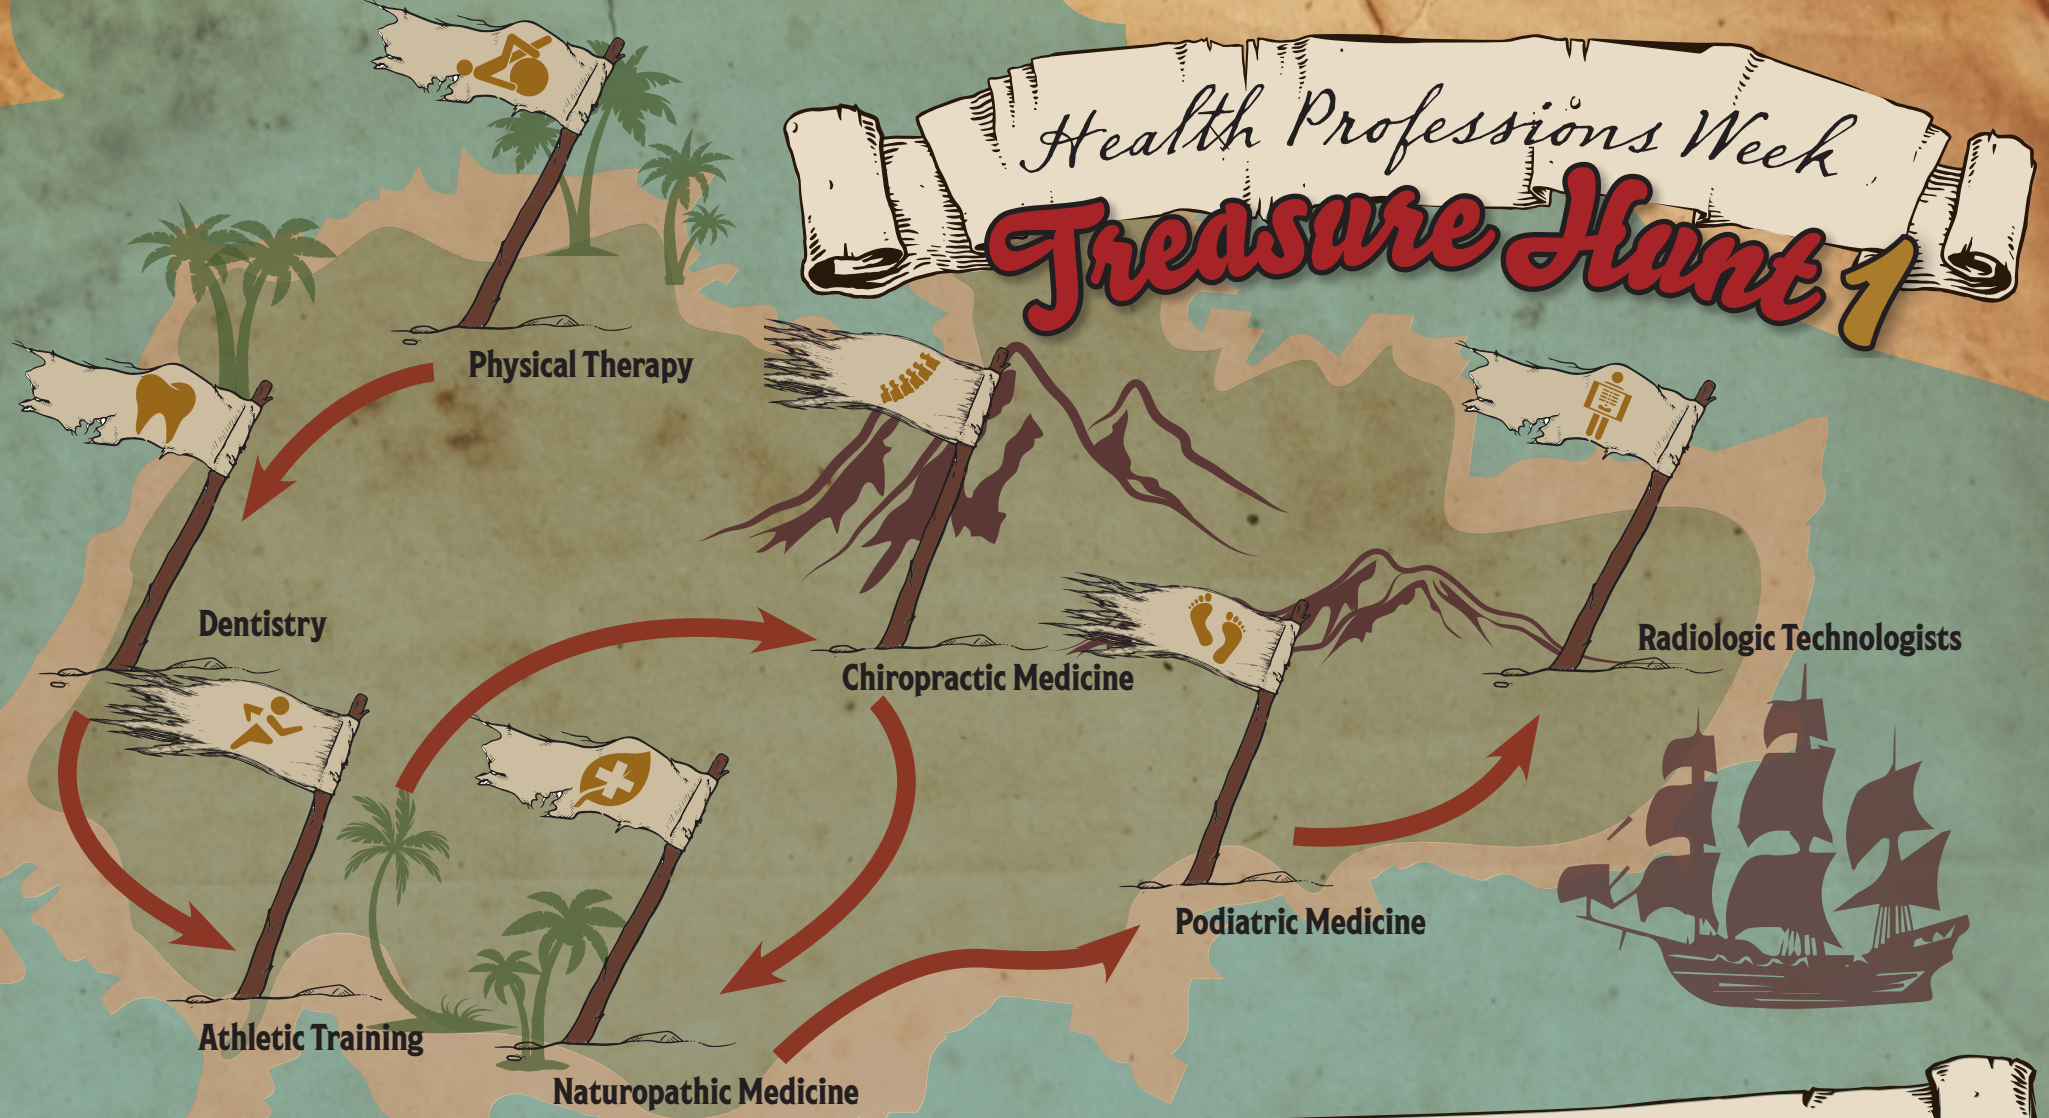 Health Professions Week
Treasure Hunt 1
Physical Therapy
Dentistry
Radiologic Technologists
Chiropractic Medicine
Podiatric Medicine
Athletic Training
Naturopathic Medicine